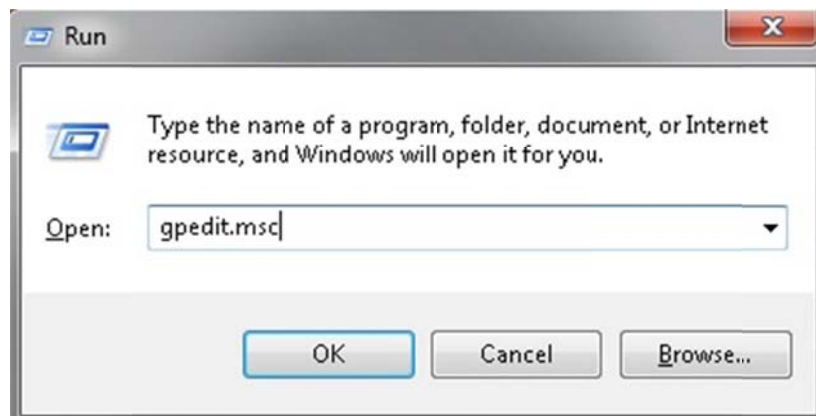 Run
Type the name of a program, folder, document, or Internet
resource, and Windows will open it for you.
Open: gpedit.msc
OK Cancel Browse...